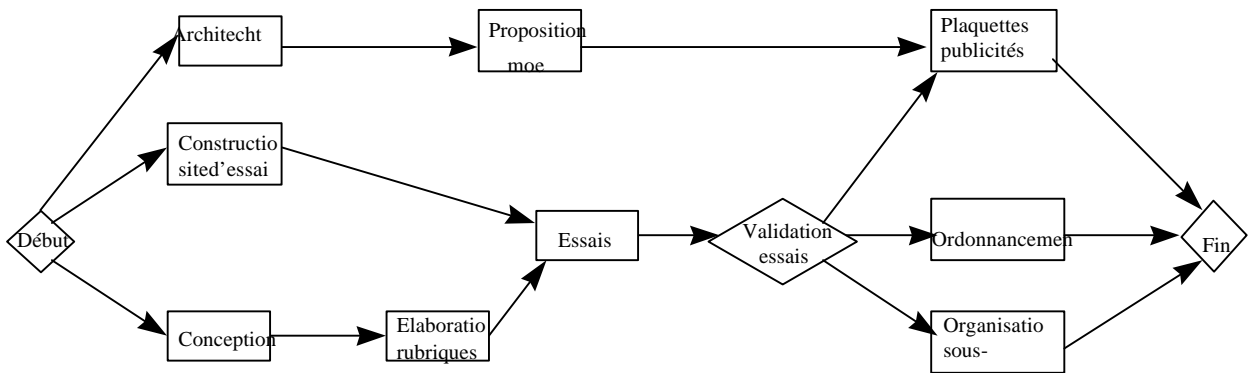 Architecht
Proposition
moe
Plaquettes
publicités
Constructio
sited'essai
Début
Essais
Validation
essais
Ordonnancemen
Fin
Conception
Elaboratio
rubriques
Organisatio
sous-